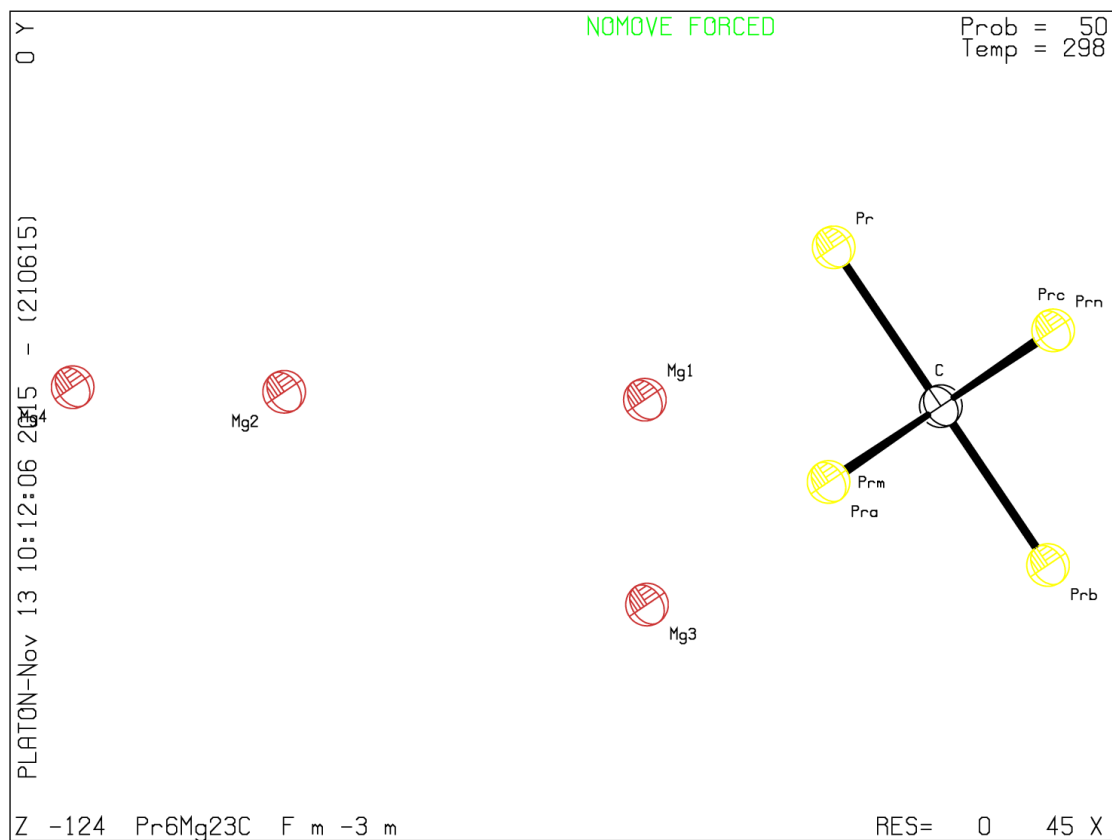 NOMOVE FORCED
Prob = 50
Temp = 298
O Y
PLATON-Nov 13 10:12:06 2015 - (210615)
Pr
Prc
Prn
C
Mg1
Mg4
Mg2
Prm
Pra
Prb
Mg3
Z -124 Pr6Mg23C F m -3 m
RES= 0 45 X